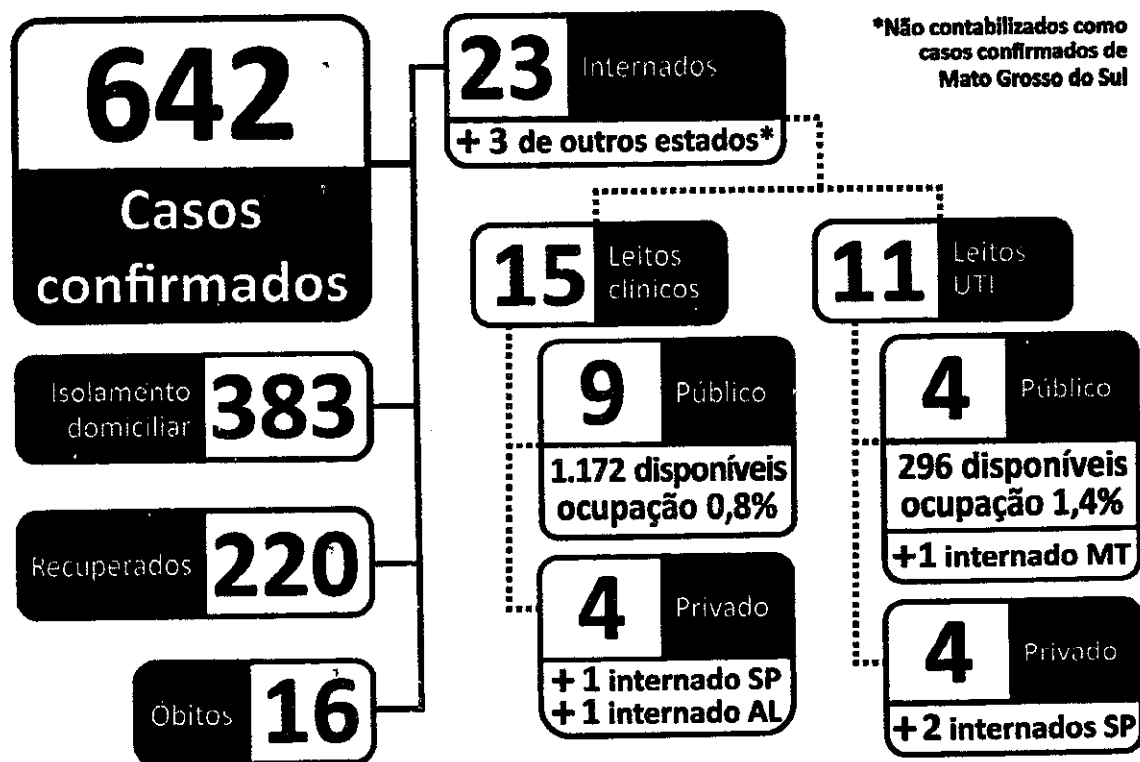 642
Casos
confirmados
23
Internados
+ 3 de outros estados*
*Não contabilizados como
casos confirmados de
Mato Grosso do Sul
15
Leitos
clínicos
11
Leitos
UTI
9
Público
1.172 disponíveis
ocupação 0,8%
4
Privado
+ 1 internado SP
+ 1 internado AL
4
Público
296 disponíveis
ocupação 1,4%
+1 internado MT
4
Privado
+2 internados SP
Isolamento
domiciliar
383
Recuperados
220
Óbitos
16